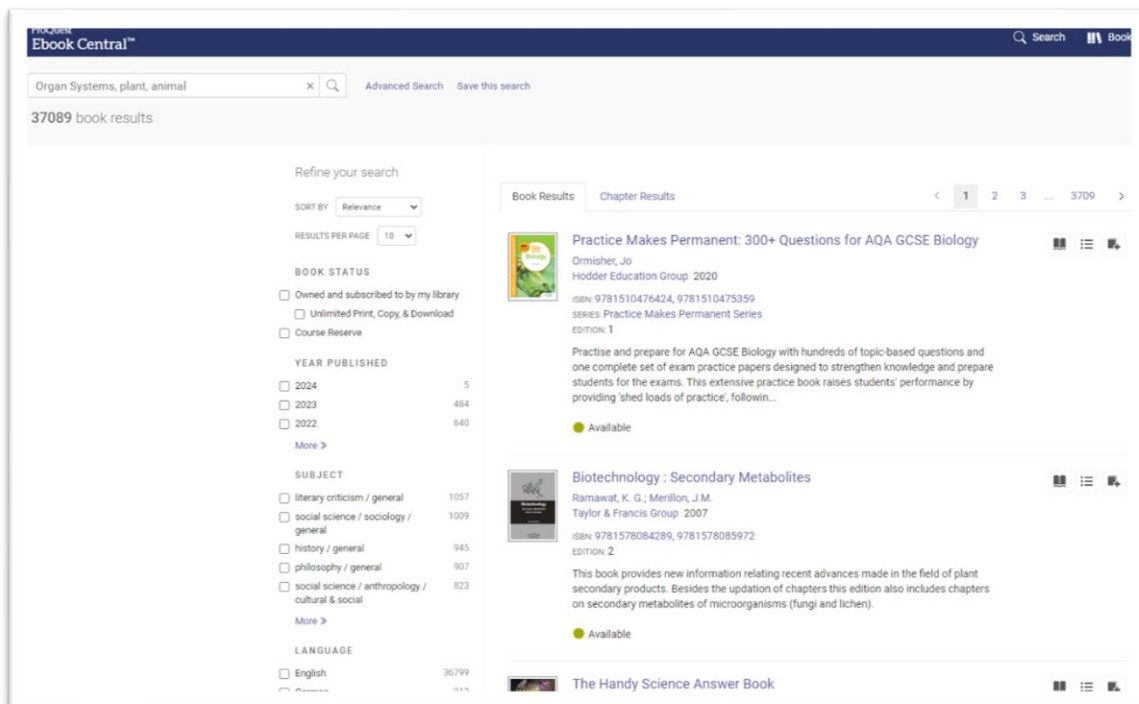 ProQuest
Ebook Central™
Search
Book
Organ Systems, plant, animal
Advanced Search Save this search
37089 book results
Refine your search
SORT BY Relevance
RESULTS PER PAGE 10
BOOK STATUS
Owned and subscribed to by my library
Unlimited Print, Copy, & Download
Course Reserve
YEAR PUBLISHED
2024 5
2023 484
2022 640
More »
SUBJECT
literary criticism / general 1057
social science / sociology / 1009
general
history / general 945
philosophy / general 907
social science / anthropology / 823
cultural & social
More »
LANGUAGE
English 36799
Book Results Chapter Results
< 1 2 3 ... 3709 >
Practice Makes Permanent: 300+ Questions for AQA GCSE Biology
Ormisher, Jo
Hodder Education Group 2020
ISBN: 9781510476424, 9781510475359
SERIES: Practice Makes Permanent Series
EDITION: 1
Practise and prepare for AQA GCSE Biology with hundreds of topic-based questions and
one complete set of exam practice papers designed to strengthen knowledge and prepare
students for the exams. This extensive practice book raises students' performance by
providing 'shed loads of practice', followin...
Available
Biotechnology : Secondary Metabolites
Ramawat, K. G.; Merillon, J.M.
Taylor & Francis Group 2007
ISBN: 9781578084289, 9781578085972
EDITION: 2
This book provides new information relating recent advances made in the field of plant
secondary products. Besides the updation of chapters this edition also includes chapters
on secondary metabolites of microorganisms (fungi and lichen).
Available
The Handy Science Answer Book